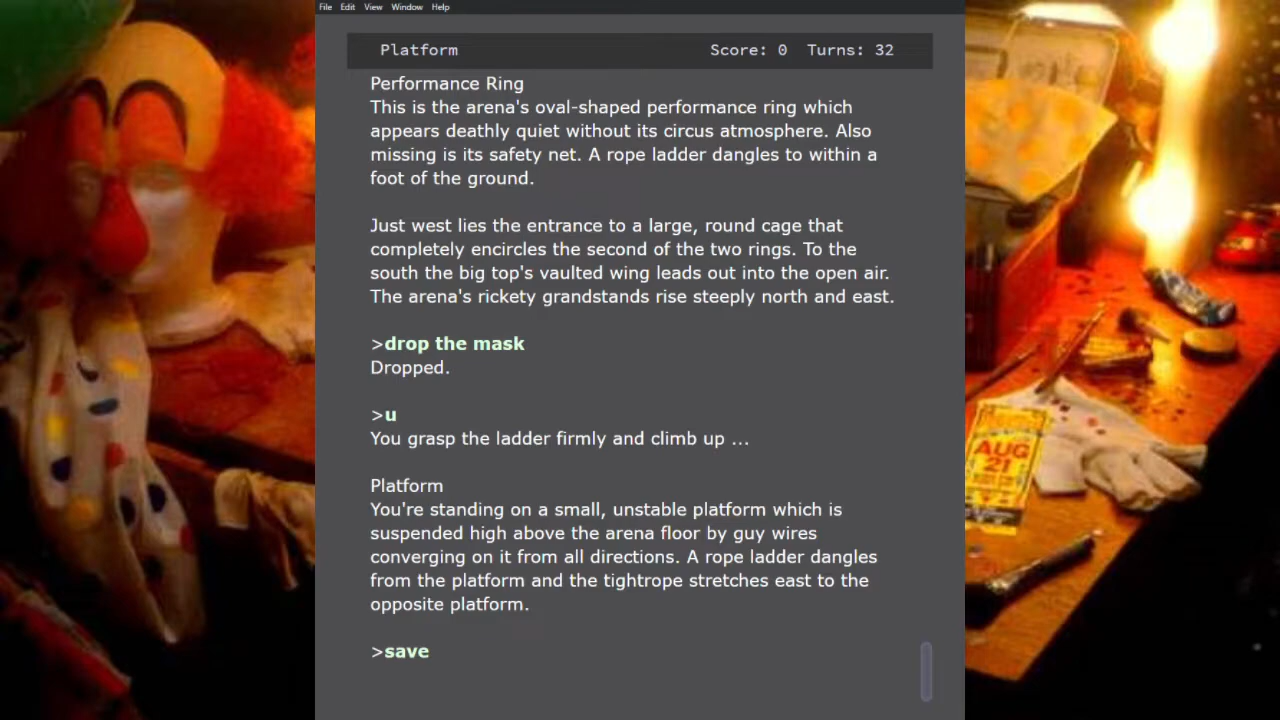 File Edit View Window Help
Platform Score: 0 Turns: 32
Performance Ring
This is the arena's oval-shaped performance ring which
appears deathly quiet without its circus atmosphere. Also
missing is its safety net. A rope ladder dangles to within a
foot of the ground.
Just west lies the entrance to a large, round cage that
completely encircles the second of the two rings. To the
south the big top's vaulted wing leads out into the open air.
The arena's rickety grandstands rise steeply north and east.
>drop the mask
Dropped.
>u
You grasp the ladder firmly and climb up ...
Platform
You're standing on a small, unstable platform which is
suspended high above the arena floor by guy wires
converging on it from all directions. A rope ladder dangles
from the platform and the tightrope stretches east to the
opposite platform.
>save
AUG
21